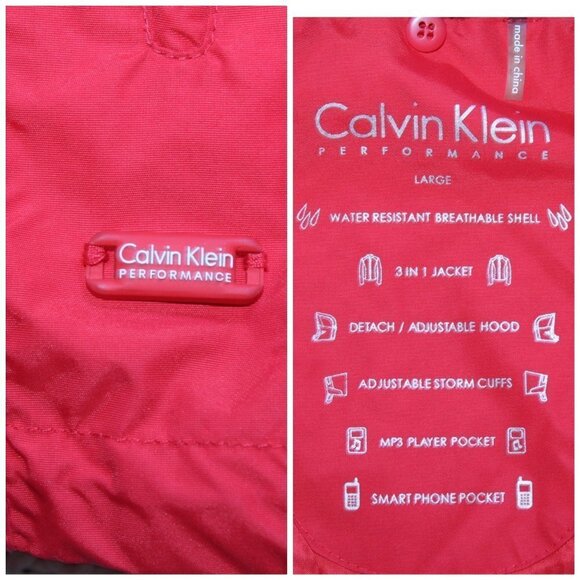 Calvin Klein
PERFORMANCE
made in china
Calvin Klein
PERFORMANCE
LARGE
WATER RESISTANT BREATHABLE SHELL
3 IN 1 JACKET
DETACH / ADJUSTABLE HOOD
ADJUSTABLE STORM CUFFS
MP3 PLAYER POCKET
SMART PHONE POCKET